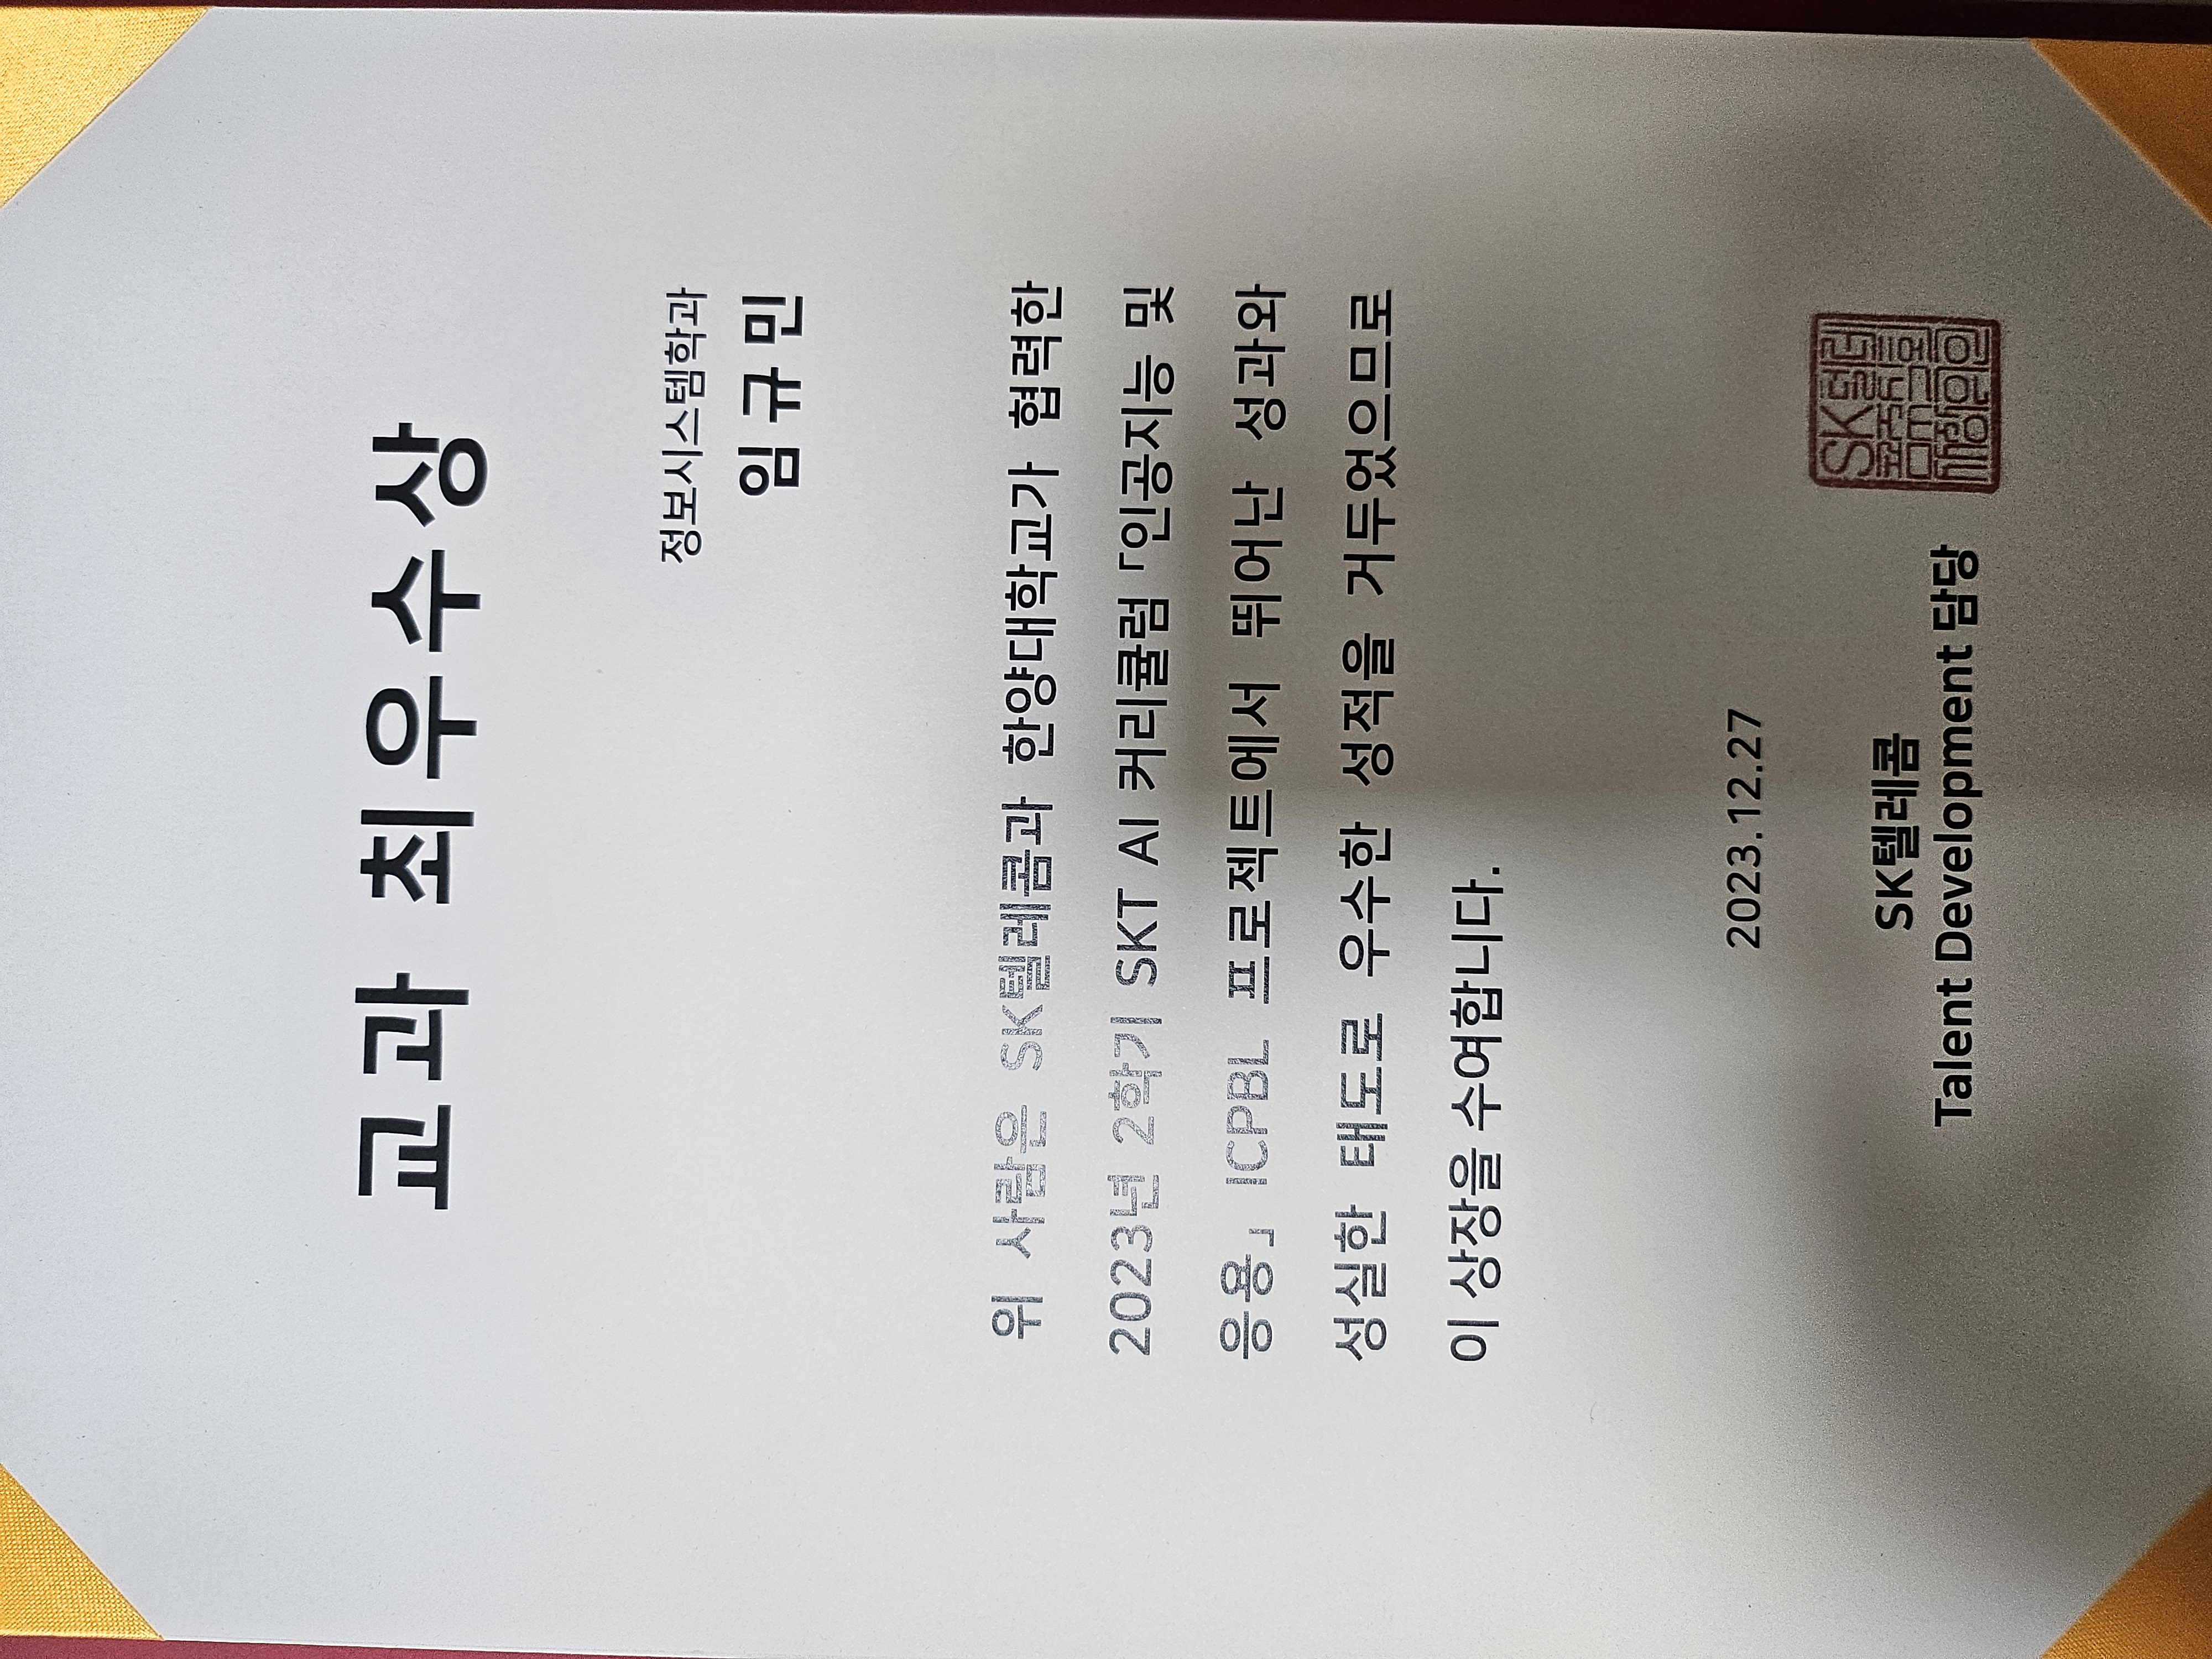 교과 최우수상
정보시스템학과
임규민
위 사람은 SK텔레콤과 한양대학교가 협력한
2023년 2학기 SKT AI 커리큘럼 「인공지능 및
응용」 ICPBL 프로젝트에서 뛰어난 성과와
성실한 태도로 우수한 성적을 거두었으므로
이 상장을 수여합니다.
2023.12.27
SK텔레콤
Talent Development 담당
SK텔레